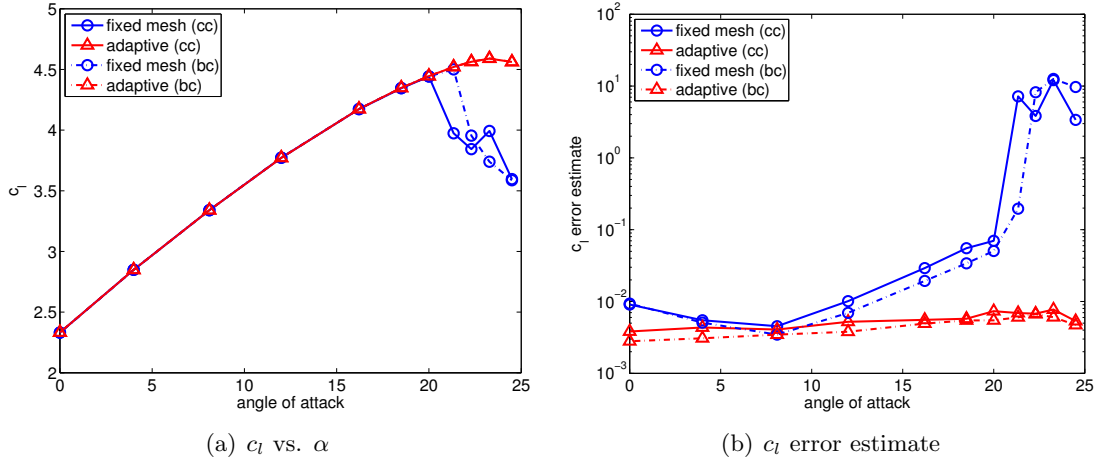 5
4.5
4
3.5
3
2.5
2
c_l
0 5 10 15 20 25
angle of attack
fixed mesh (cc)
adaptive (cc)
fixed mesh (bc)
adaptive (bc)
(a) c_l vs. α
10^2
10^1
10^0
10^-1
10^-2
10^-3
c_l error estimate
0 5 10 15 20 25
angle of attack
fixed mesh (cc)
adaptive (cc)
fixed mesh (bc)
adaptive (bc)
(b) c_l error estimate